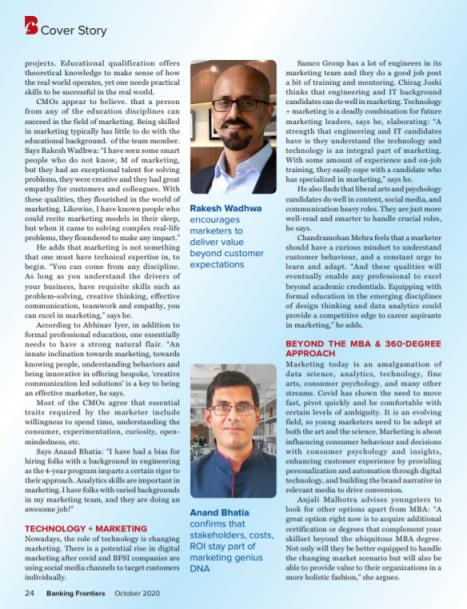 Cover Story
projects. Educational qualification offers
theoretical knowledge to make sense of how
the real world operates, yet one needs practical
skills to be successful in the real world.
CMOs appear to believe. that a person
from any of the education disciplines can
succeed in the field of marketing. Being skilled
in marketing typically has little to do with the
educational background. of the team member.
Says Rakesh Wadhwa: "I have seen some smart
people who do not know, M of marketing,
but they had an exceptional talent for solving
problems, they were creative and they had great
empathy for customers and colleagues. With
these qualities, they flourished in the world of
marketing. Likewise, I have known people who
could recite marketing models in their sleep,
but when it came to solving complex real-life
problems, they floundered to make any impact."
He adds that marketing is not something
that one must have technical expertise in, to
begin. "You can come from any discipline.
As long as you understand the drivers of
your business, have requisite skills such as
problem-solving, creative thinking, effective
communication, teamwork and empathy, you
can excel in marketing," says he.
According to Abhinav Iyer, in addition to
formal professional education, one essentially
needs to have a strong natural flair. "An
innate inclination towards marketing, towards
knowing people, understanding behaviors and
being innovative in offering bespoke, 'creative
communication led solutions' is a key to being
an effective marketer, he says.
Most of the CMOs agree that essential
traits required by the marketer include
willingness to spend time, understanding the
consumer, experimentation, curiosity, open-
mindedness, etc.
Says Anand Bhatia: "I have had a bias for
hiring folks with a background in engineering
as the 4-year program imparts a certain rigor to
their approach. Analytics skills are important in
marketing. I have folks with varied backgrounds
in my marketing team, and they are doing an
awesome job!"
TECHNOLOGY + MARKETING
Nowadays, the role of technology is changing
marketing. There is a potential rise in digital
marketing after covid and BFSI companies are
using social media channels to target customers
individually.
Rakesh Wadhwa
encourages
marketers to
deliver value
beyond customer
expectations
Anand Bhatia
confirms that
stakeholders, costs,
ROI stay part of
marketing genius
DNA
Samco Group has a lot of engineers in its
marketing team and they do a good job post
a bit of training and mentoring. Chirag Joshi
thinks that engineering and IT background
candidates can do well in marketing. Technology
+ marketing is a deadly combination for future
marketing leaders, says he, elaborating: "A
strength that engineering and IT candidates
have is they understand the technology and
technology is an integral part of marketing.
With some amount of experience and on-job
training, they easily cope with a candidate who
has specialized in marketing," says he.
He also finds that liberal arts and psychology
candidates do well in content, social media, and
communication heavy roles. They are just more
well-read and smarter to handle crucial roles,
he says.
Chandramohan Mehra feels that a marketer
should have a curious mindset to understand
customer behaviour, and a constant urge to
learn and adapt. "And these qualities will
eventually enable any professional to excel
beyond academic credentials. Equipping with
formal education in the emerging disciplines
of design thinking and data analytics could
provide a competitive edge to career aspirants
in marketing," he adds.
BEYOND THE MBA & 360-DEGREE
APPROACH
Marketing today is an amalgamation of
data science, analytics, technology, fine
arts, consumer psychology, and many other
streams. Covid has shown the need to move
fast, pivot quickly and be comfortable with
certain levels of ambiguity. It is an evolving
field, so young marketers need to be adept at
both the art and the science. Marketing is about
influencing consumer behaviour and decisions
with consumer psychology and insights,
enhancing customer experience by providing
personalization and automation through digital
technology, and building the brand narrative in
relevant media to drive conversion.
Anjali Malhotra advises youngsters to
look for other options apart from MBA: "A
great option right now is to acquire additional
certification or degrees that complement your
skillset beyond the ubiquitous MBA degree.
Not only will they be better equipped to handle
the changing market scenario but will also be
able to provide value to their organizations in a
more holistic fashion," she argues.
24 Banking Frontiers October 2020